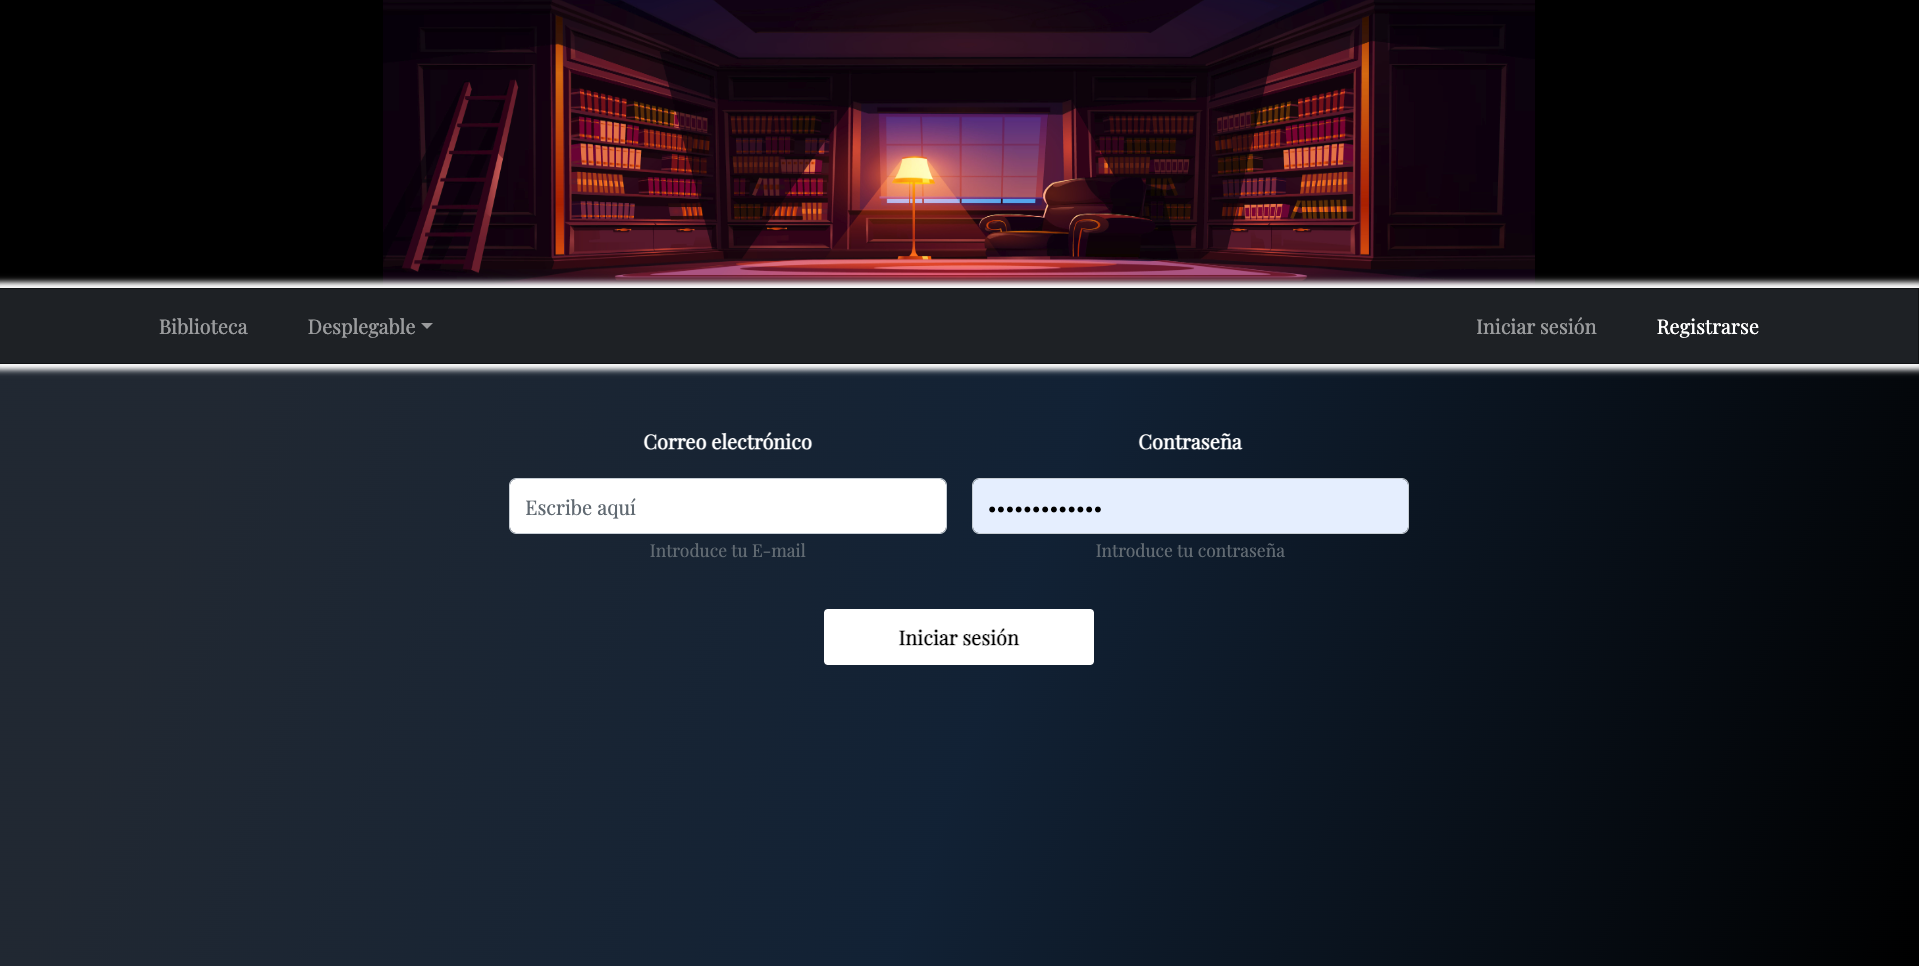 Biblioteca Desplegable Iniciar sesión Registrarse
Correo electrónico Contraseña
Escribe aquí •••••••••••••
Introduce tu E-mail Introduce tu contraseña
Iniciar sesión